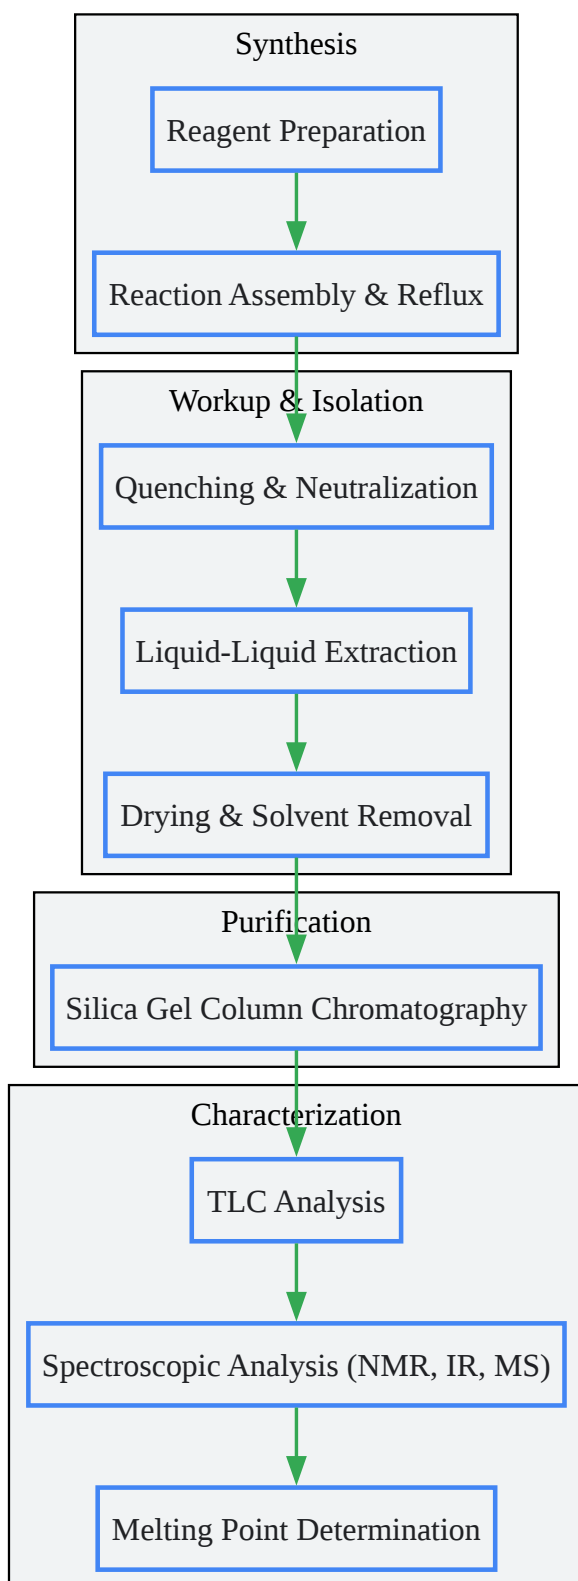 Synthesis
Reagent Preparation
Reaction Assembly & Reflux
Workup & Isolation
Quenching & Neutralization
Liquid-Liquid Extraction
Drying & Solvent Removal
Purification
Silica Gel Column Chromatography
Characterization
TLC Analysis
Spectroscopic Analysis (NMR, IR, MS)
Melting Point Determination